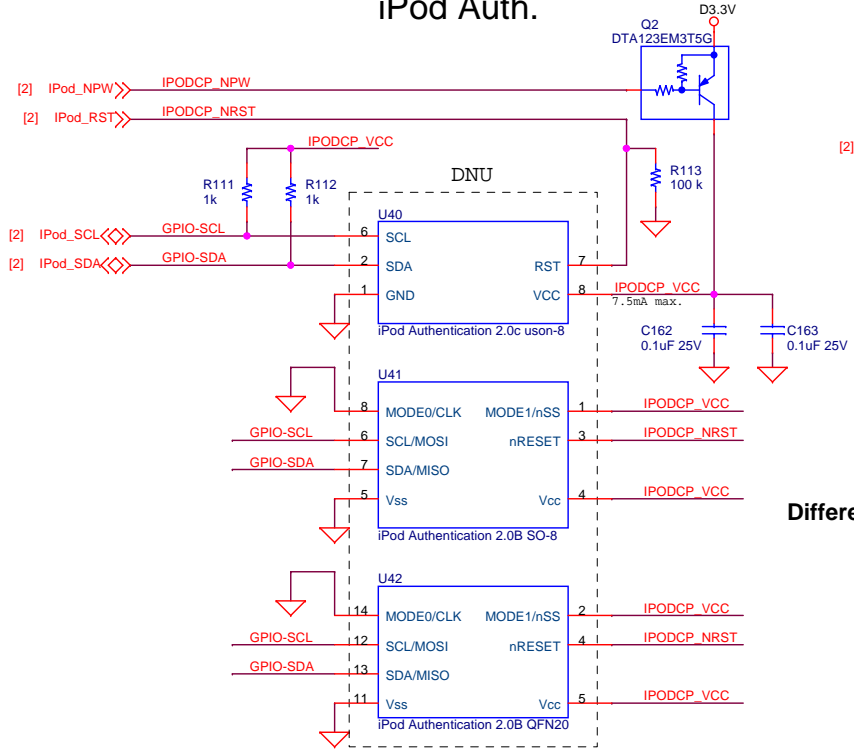 iPod Auth.
D3.3V
Q2
DTA123EM3T5G
[2] IPod_NPW
IPODCP_NPW
[2] IPod_RST
IPODCP_NRST
[2]
IPODCP_VCC
DNU
R111
1k
R112
1k
R113
100 k
U40
[2] IPod_SCL
GPIO-SCL
6
SCL
[2] IPod_SDA
GPIO-SDA
2
SDA
RST
7
1
GND
VCC
8
IPODCP_VCC
7.5mA max.
iPod Authentication 2.0c uson-8
C162
0.1uF 25V
C163
0.1uF 25V
U41
8
MODE0/CLK
MODE1/nSS
1
IPODCP_VCC
GPIO-SCL
6
SCL/MOSI
nRESET
3
IPODCP_NRST
GPIO-SDA
7
SDA/MISO
5
Vss
Vcc
4
IPODCP_VCC
iPod Authentication 2.0B SO-8
Differe
U42
14
MODE0/CLK
MODE1/nSS
2
IPODCP_VCC
GPIO-SCL
12
SCL/MOSI
nRESET
4
IPODCP_NRST
GPIO-SDA
13
SDA/MISO
11
Vss
Vcc
5
IPODCP_VCC
iPod Authentication 2.0B QFN20